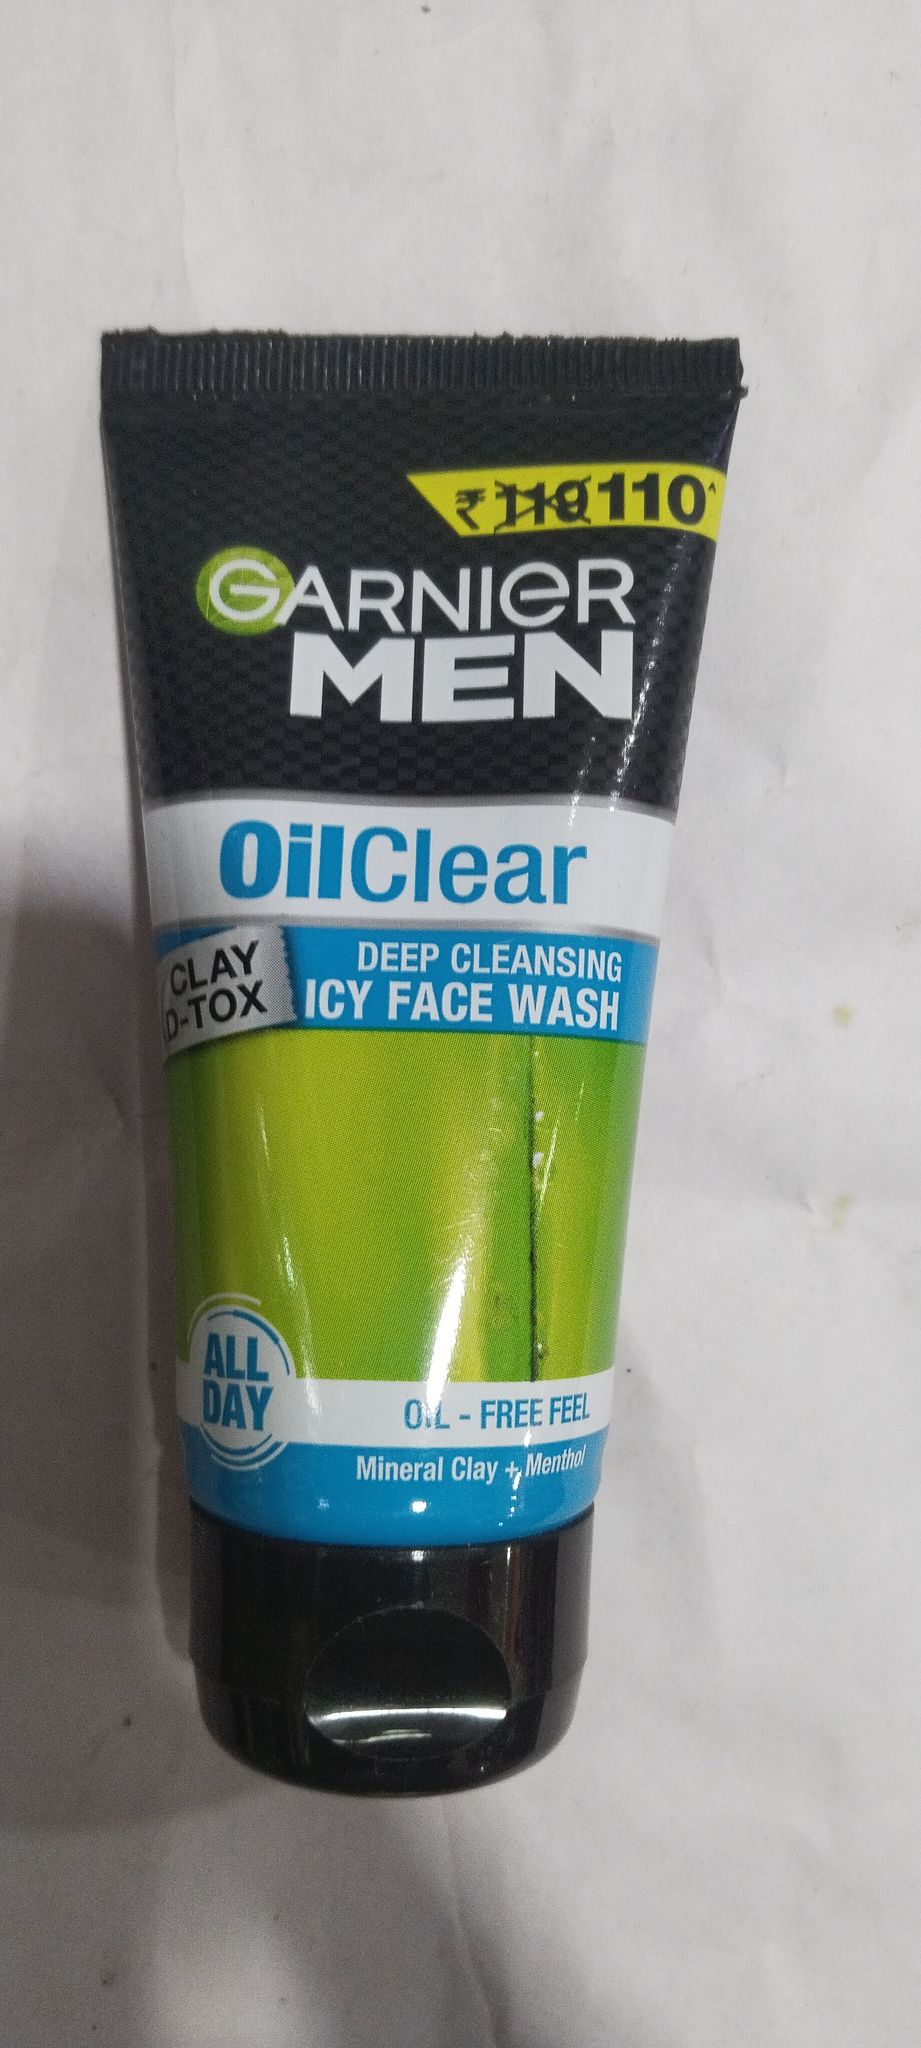 ₹ 119 110^
GARNIER
MEN
OilClear
CLAY
D-TOX
DEEP CLEANSING
ICY FACE WASH
ALL
DAY
OIL - FREE FEEL
Mineral Clay + Menthol